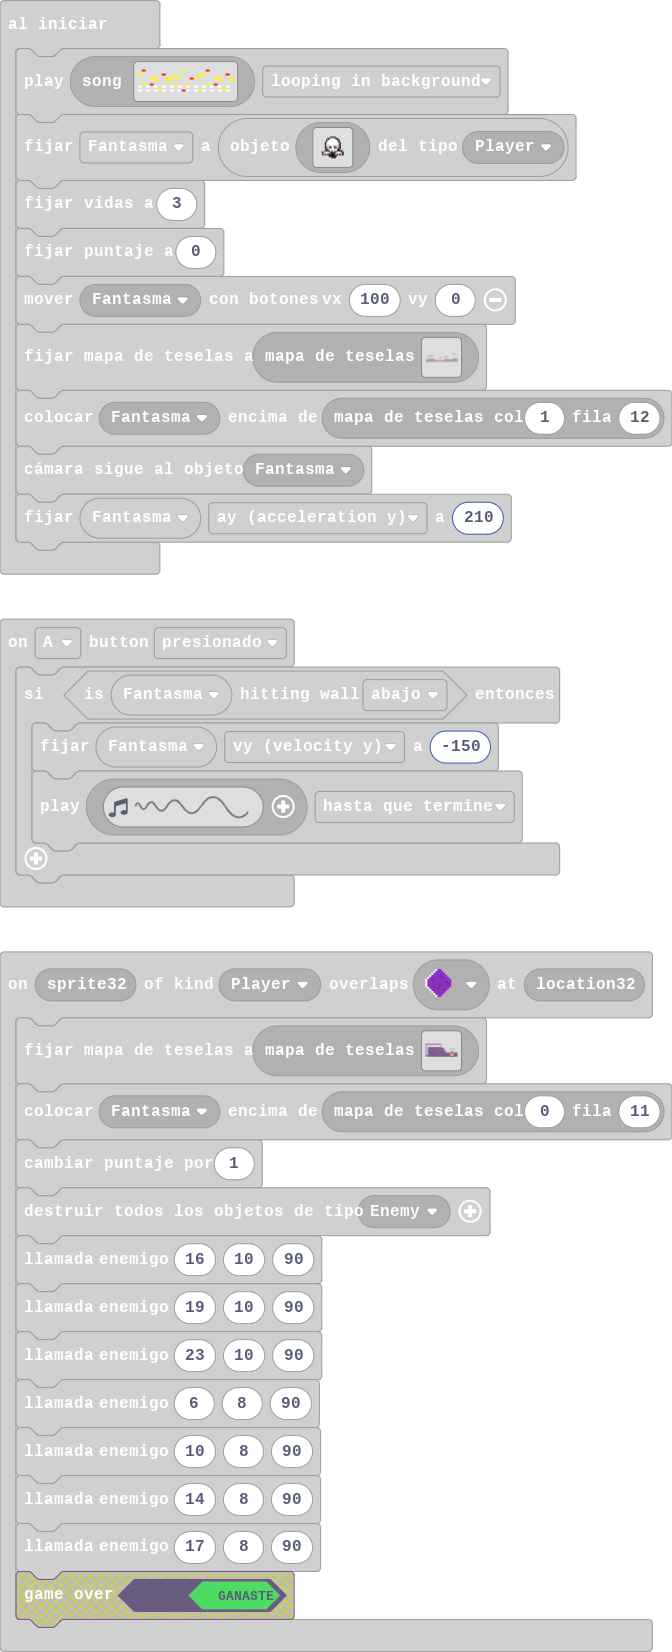 al iniciar
play song looping in background
fijar Fantasma a objeto del tipo Player
fijar vidas a 3
fijar puntaje a 0
mover Fantasma con botones vx 100 vy 0
fijar mapa de teselas a mapa de teselas
colocar Fantasma encima de mapa de teselas col 1 fila 12
cámara sigue al objeto Fantasma
fijar Fantasma ay (acceleration y) a 210
on A button presionado
si is Fantasma hitting wall abajo entonces
fijar Fantasma vy (velocity y) a -150
play hasta que termine
on sprite32 of kind Player overlaps at location32
fijar mapa de teselas a mapa de teselas
colocar Fantasma encima de mapa de teselas col 0 fila 11
cambiar puntaje por 1
destruir todos los objetos de tipo Enemy
llamada enemigo 16 10 90
llamada enemigo 19 10 90
llamada enemigo 23 10 90
llamada enemigo 6 8 90
llamada enemigo 10 8 90
llamada enemigo 14 8 90
llamada enemigo 17 8 90
game over GANASTE